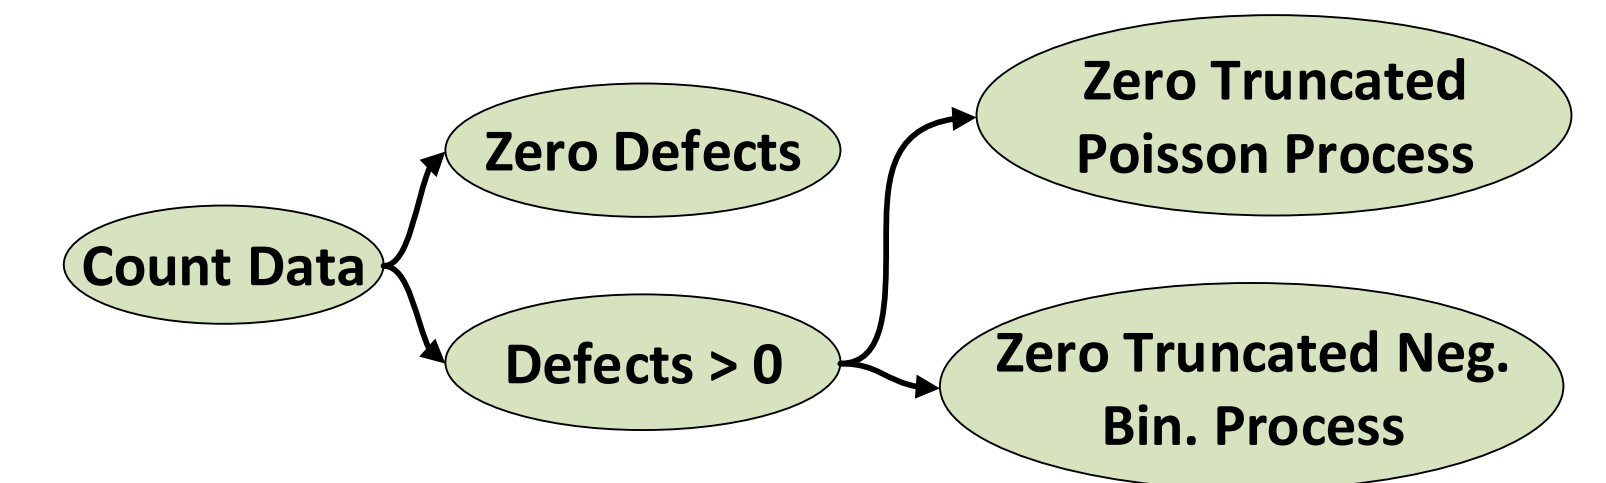 Count Data
Zero Defects
Defects > 0
Zero Truncated
Poisson Process
Zero Truncated Neg.
Bin. Process